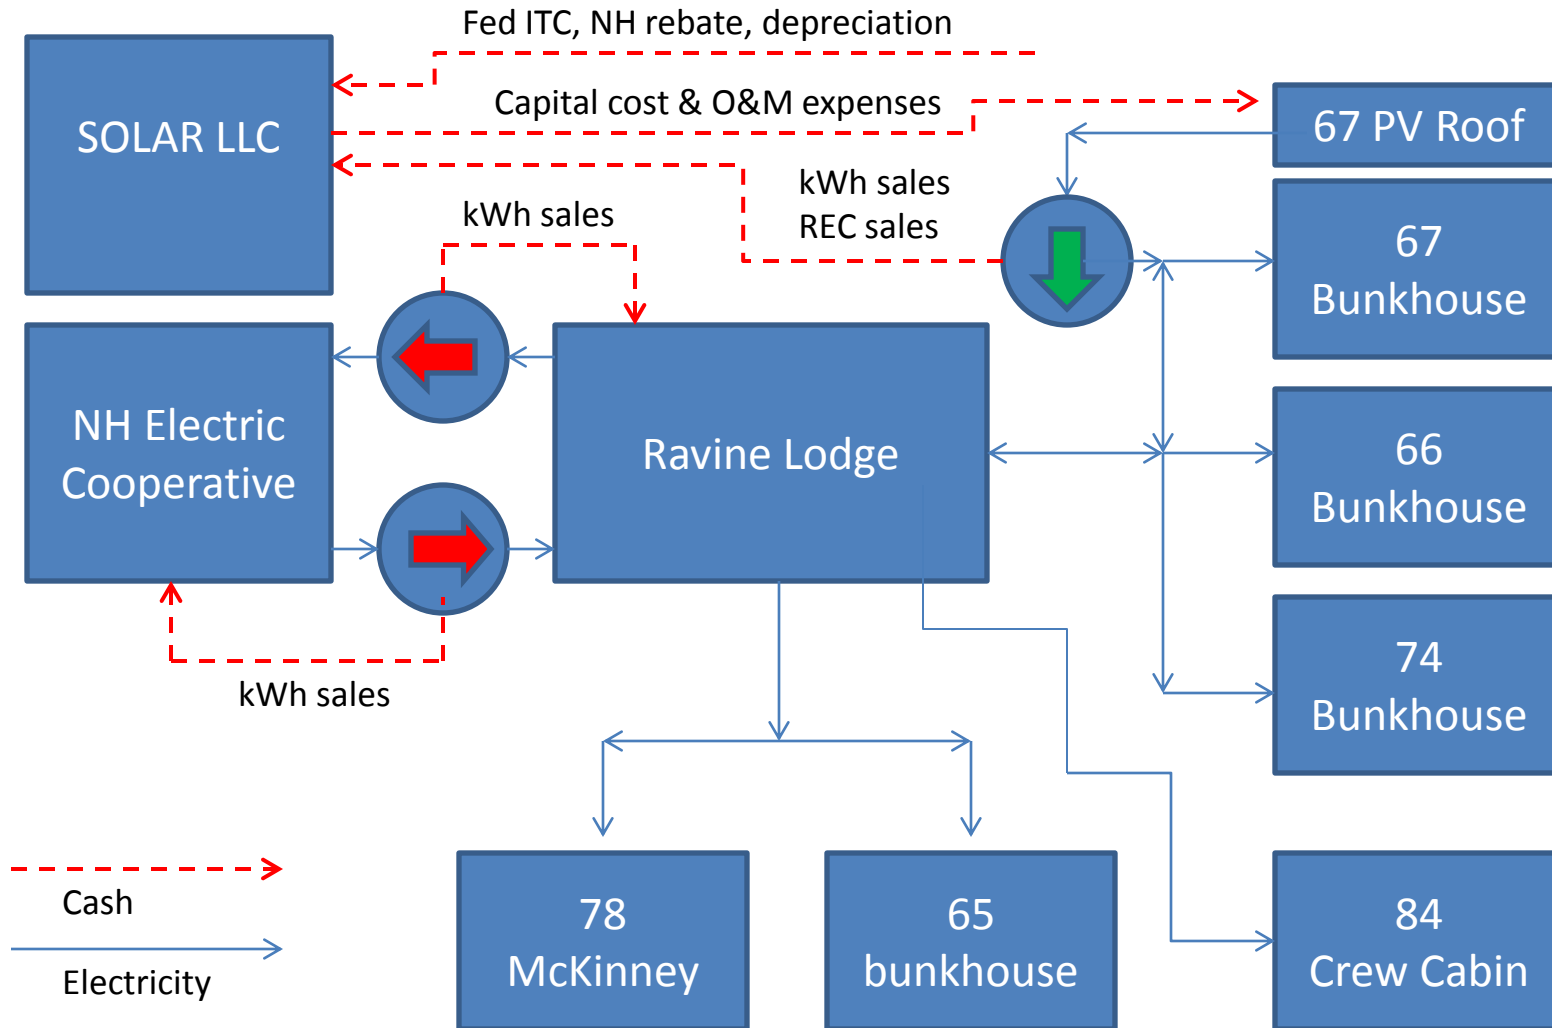 Fed ITC, NH rebate, depreciation
SOLAR LLC
Capital cost & O&M expenses
67 PV Roof
kWh sales
REC sales
kWh sales
67
Bunkhouse
NH Electric
Cooperative
Ravine Lodge
66
Bunkhouse
kWh sales
74
Bunkhouse
Cash
Electricity
78
McKinney
65
bunkhouse
84
Crew Cabin